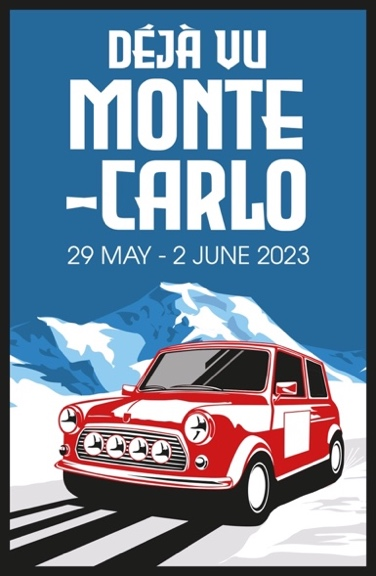 DÉJÀ VU
MONTE
-CARLO
29 MAY - 2 JUNE 2023